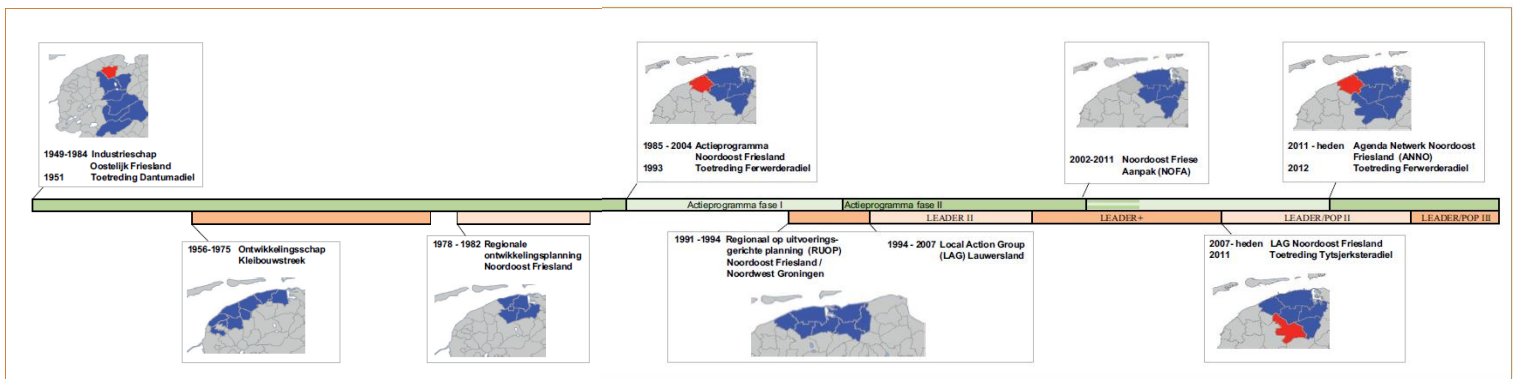 1949-1984 Industrieschap
Oostelijk Friesland
1951 Toetreding Dantumadiel
1985 - 2004 Actieprogramma
Noordoost Friesland
1993 Toetreding Ferwerderadiel
2002-2011 Noordoost Friese
Aanpak (NOFA)
2011 - heden Agenda Netwerk Noordoost
Friesland (ANNO)
2012 Toetreding Ferwerderadiel
Actieprogramma fase I
Actieprogramma fase II
LEADER II
LEADER+
LEADER/POP II
LEADER/POP III
1956-1975 Ontwikkelingsschap
Kleibouwstreek
1978 - 1982 Regionale
ontwikkelingsplanning
Noordoost Friesland
1991 -1994 Regionaal op uitvoerings-
gerichte planning (RUOP)
Noordoost Friesland /
Noordwest Groningen
1994 - 2007 Local Action Group
(LAG) Lauwersland
2007- heden LAG Noordoost Friesland
2011 Toetreding Tytsjerksteradiel